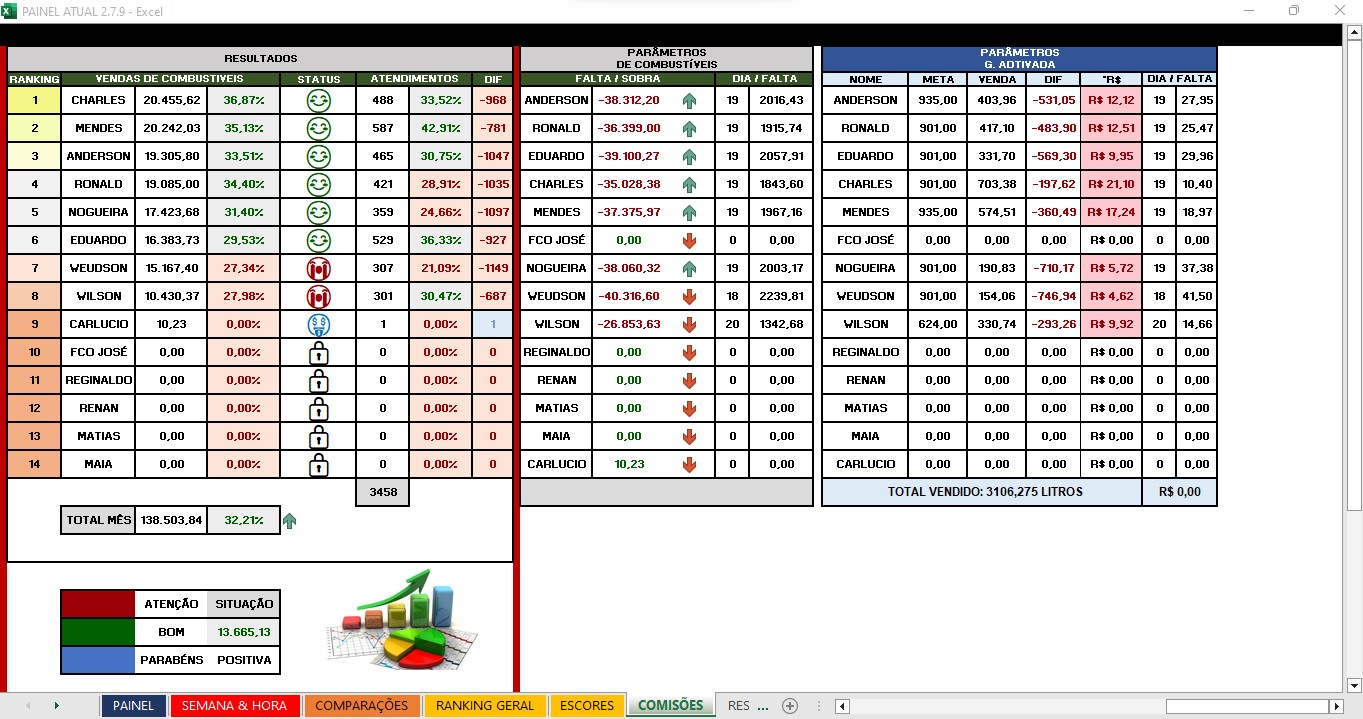 PAINEL ATUAL 2.7.9 - Excel
RESULTADOS
RANKING VENDAS DE COMBUSTIVEIS STATUS ATENDIMENTOS DIF
1 CHARLES 20.455,62 36,87% 488 33,52% -968
2 MENDES 20.242,03 35,13% 587 42,91% -781
3 ANDERSON 19.305,80 33,51% 465 30,75% -1047
4 RONALD 19.085,00 34,40% 421 28,91% -1035
5 NOGUEIRA 17.423,68 31,40% 359 24,66% -1097
6 EDUARDO 16.383,73 29,53% 529 36,33% -927
7 WEUDSON 15.167,40 27,34% 307 21,09% -1149
8 WILSON 10.430,37 27,98% 301 30,47% -687
9 CARLUCIO 10,23 0,00% 1 0,00% 1
10 FCO JOSÉ 0,00 0,00% 0 0,00% 0
11 REGINALDO 0,00 0,00% 0 0,00% 0
12 RENAN 0,00 0,00% 0 0,00% 0
13 MATIAS 0,00 0,00% 0 0,00% 0
14 MAIA 0,00 0,00% 0 0,00% 0
3458
TOTAL MÊS 138.503,84 32,21%
ATENÇÃO SITUAÇÃO
BOM 13.665,13
PARABÉNS POSITIVA
PARÂMETROS
DE COMBUSTÍVEIS
FALTA / SOBRA DIA / FALTA
ANDERSON -38.312,20 19 2016,43
RONALD -36.399,00 19 1915,74
EDUARDO -39.100,27 19 2057,91
CHARLES -35.028,38 19 1843,60
MENDES -37.375,97 19 1967,16
FCO JOSÉ 0,00 0 0,00
NOGUEIRA -38.060,32 19 2003,17
WEUDSON -40.316,60 18 2239,81
WILSON -26.853,63 20 1342,68
REGINALDO 0,00 0 0,00
RENAN 0,00 0 0,00
MATIAS 0,00 0 0,00
MAIA 0,00 0 0,00
CARLUCIO 10,23 0 0,00
PARÂMETROS
G. ADTIVADA
NOME META VENDA DIF "R$ DIA / FALTA
ANDERSON 935,00 403,96 -531,05 R$ 12,12 19 27,95
RONALD 901,00 417,10 -483,90 R$ 12,51 19 25,47
EDUARDO 901,00 331,70 -569,30 R$ 9,95 19 29,96
CHARLES 901,00 703,38 -197,62 R$ 21,10 19 10,40
MENDES 935,00 574,51 -360,49 R$ 17,24 19 18,97
FCO JOSÉ 0,00 0,00 0,00 R$ 0,00 0 0,00
NOGUEIRA 901,00 190,83 -710,17 R$ 5,72 19 37,38
WEUDSON 901,00 154,06 -746,94 R$ 4,62 18 41,50
WILSON 624,00 330,74 -293,26 R$ 9,92 20 14,66
REGINALDO 0,00 0,00 0,00 R$ 0,00 0 0,00
RENAN 0,00 0,00 0,00 R$ 0,00 0 0,00
MATIAS 0,00 0,00 0,00 R$ 0,00 0 0,00
MAIA 0,00 0,00 0,00 R$ 0,00 0 0,00
CARLUCIO 0,00 0,00 0,00 R$ 0,00 0 0,00
TOTAL VENDIDO: 3106,275 LITROS R$ 0,00
PAINEL SEMANA & HORA COMPARAÇÕES RANKING GERAL ESCORES COMISÕES RES ...